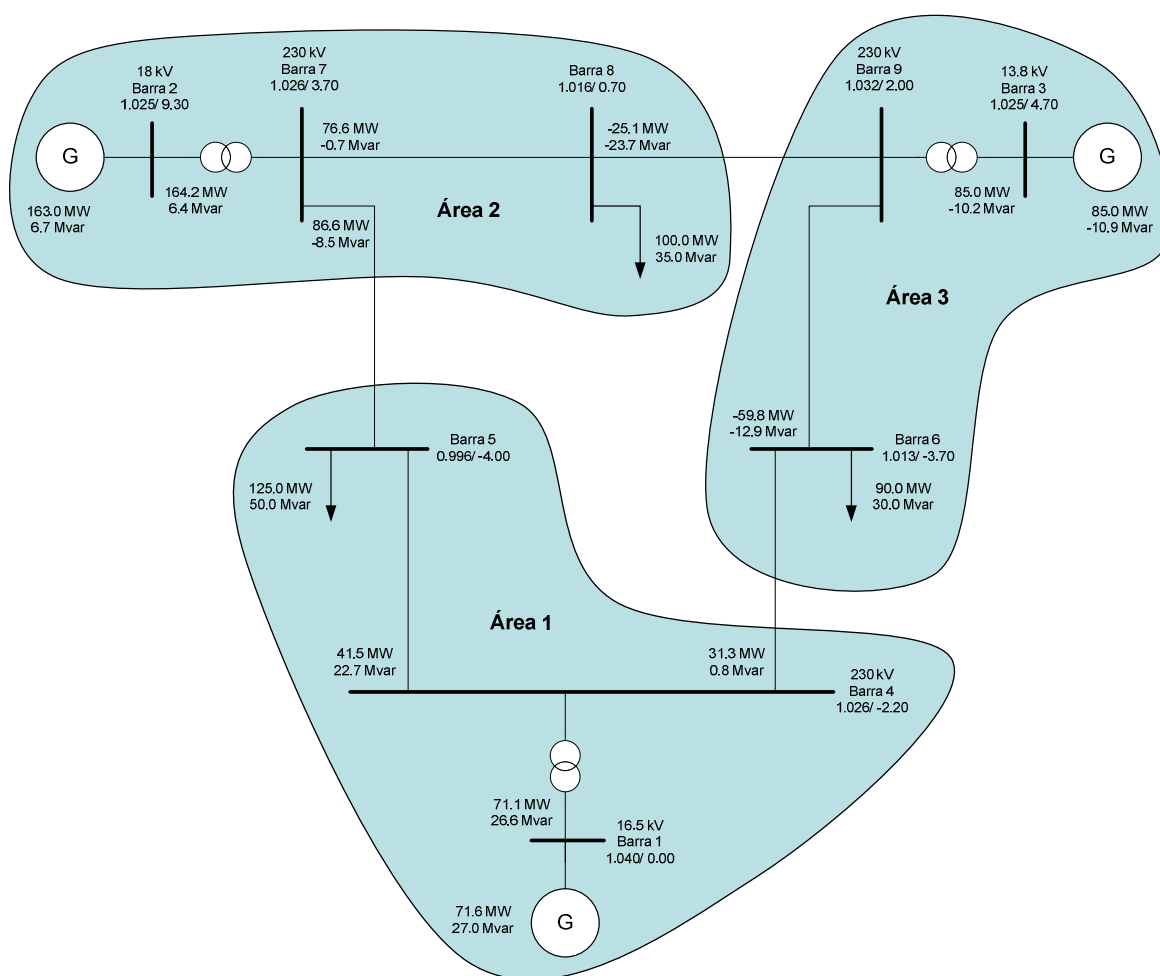 18 kV
Barra 2
1.025/ 9.30
230 kV
Barra 7
1.026/ 3.70
Barra 8
1.016/ 0.70
230 kV
Barra 9
1.032/ 2.00
13.8 kV
Barra 3
1.025/ 4.70
76.6 MW
-0.7 Mvar
-25.1 MW
-23.7 Mvar
G
G
163.0 MW
6.7 Mvar
164.2 MW
6.4 Mvar
86.6 MW
-8.5 Mvar
Área 2
100.0 MW
35.0 Mvar
85.0 MW
-10.2 Mvar
85.0 MW
-10.9 Mvar
Área 3
-59.8 MW
-12.9 Mvar
Barra 6
1.013/ -3.70
90.0 MW
30.0 Mvar
Barra 5
0.996/ -4.00
125.0 MW
50.0 Mvar
Área 1
41.5 MW
22.7 Mvar
31.3 MW
0.8 Mvar
230 kV
Barra 4
1.026/ -2.20
71.1 MW
26.6 Mvar
16.5 kV
Barra 1
1.040/ 0.00
71.6 MW
27.0 Mvar
G